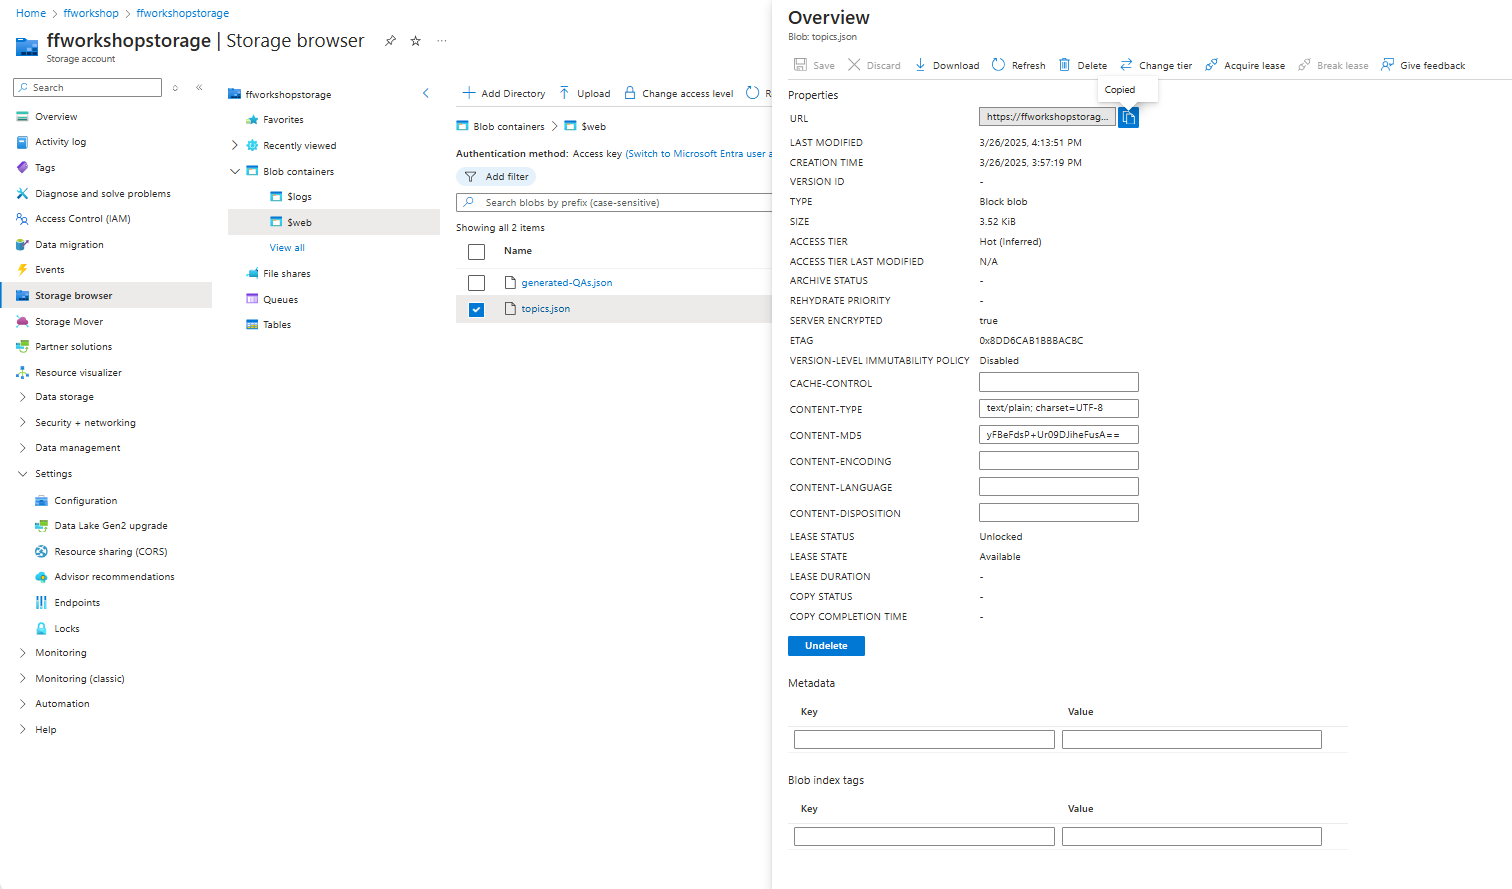 Home > ffworkshop > ffworkshopstorage
ffworkshopstorage | Storage browser
Storage account
Search
Overview
Activity log
Tags
Diagnose and solve problems
Access Control (IAM)
Data migration
Events
Storage browser
Storage Mover
Partner solutions
Resource visualizer
Data storage
Security + networking
Data management
Settings
Configuration
Data Lake Gen2 upgrade
Resource sharing (CORS)
Advisor recommendations
Endpoints
Locks
Monitoring
Monitoring (classic)
Automation
Help
ffworkshopstorage
Favorites
Recently viewed
Blob containers
$logs
$web
View all
File shares
Queues
Tables
Add Directory Upload Change access level R
Blob containers > $web
Authentication method: Access key (Switch to Microsoft Entra user a
Add filter
Search blobs by prefix (case-sensitive)
Showing all 2 items
Name
generated-QAs.json
topics.json
Overview
Blob: topics.json
Save Discard Download Refresh Delete Change tier Acquire lease Break lease Give feedback
Copied
Properties
URL https://ffworkshopstorag...
LAST MODIFIED 3/26/2025, 4:13:51 PM
CREATION TIME 3/26/2025, 3:57:19 PM
VERSION ID -
TYPE Block blob
SIZE 3.52 KiB
ACCESS TIER Hot (Inferred)
ACCESS TIER LAST MODIFIED N/A
ARCHIVE STATUS -
REHYDRATE PRIORITY -
SERVER ENCRYPTED true
ETAG 0x8DD6CAB1BBBACBC
VERSION-LEVEL IMMUTABILITY POLICY Disabled
CACHE-CONTROL
CONTENT-TYPE text/plain; charset=UTF-8
CONTENT-MD5 yFBeFdsP+Ur09DJiheFusA==
CONTENT-ENCODING
CONTENT-LANGUAGE
CONTENT-DISPOSITION
LEASE STATUS Unlocked
LEASE STATE Available
LEASE DURATION -
COPY STATUS -
COPY COMPLETION TIME -
Undelete
Metadata
Key Value
Blob index tags
Key Value